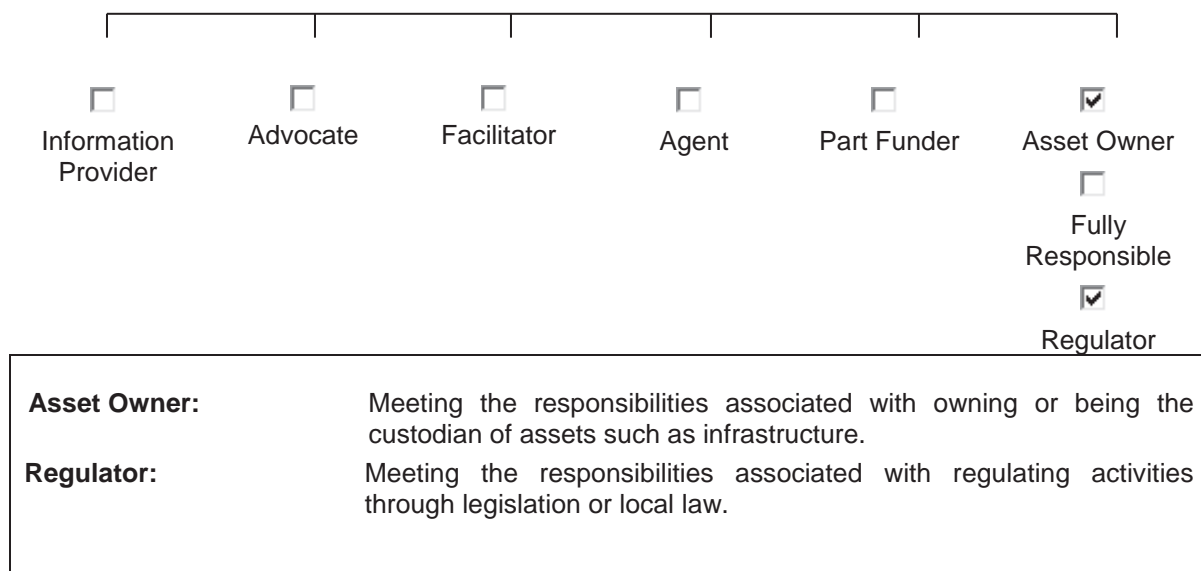 Information Provider
Advocate
Facilitator
Agent
Part Funder
Asset Owner
Fully
Responsible
Regulator
Asset Owner: Meeting the responsibilities associated with owning or being the
custodian of assets such as infrastructure.
Regulator: Meeting the responsibilities associated with regulating activities
through legislation or local law.